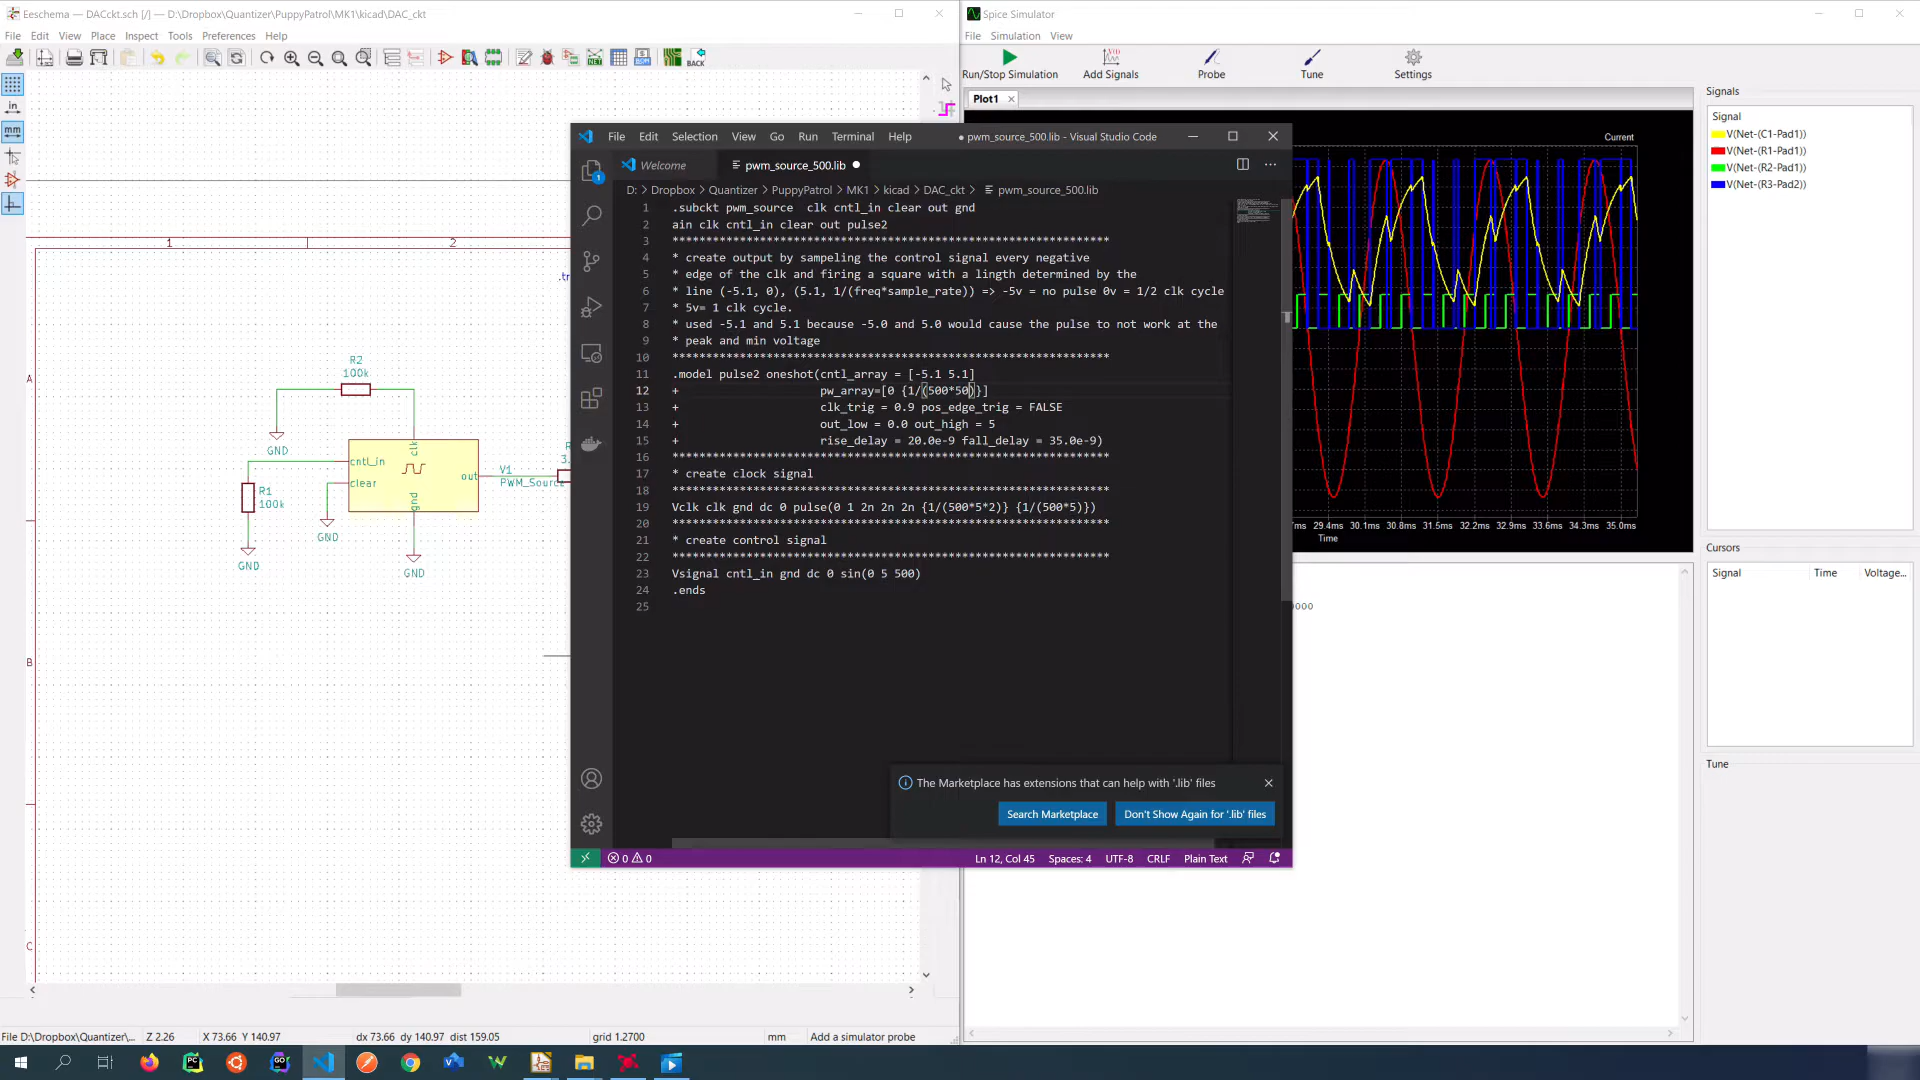 Eeschema — DACckt.sch [/] — D:\Dropbox\Quantizer\PuppyPatrol\MK1\kicad\DAC_ckt
File Edit View Place Inspect Tools Preferences Help
in
mm
1 2
.tr
R2
100k
GND
cntl_in
clear
clk
gnd
out
V1
PWM_Source
R1
100k
GND
GND
GND
A
B
C
File D:\Dropbox\Quantizer\... Z 2.26 X 73.66 Y 140.97 dx 73.66 dy 140.97 dist 159.05 grid 1.2700 mm Add a simulator probe
BACK
pwm_source_500.lib - Visual Studio Code
File Edit Selection View Go Run Terminal Help
Welcome
pwm_source_500.lib
D: > Dropbox > Quantizer > PuppyPatrol > MK1 > kicad > DAC_ckt > pwm_source_500.lib
1 .subckt pwm_source  clk cntl_in clear out gnd
2 ain clk cntl_in clear out pulse2
3 *****************************************************************
4 * create output by sampeling the control signal every negative
5 * edge of the clk and firing a square with a lingth determined by the
6 * line (-5.1, 0), (5.1, 1/(freq*sample_rate)) => -5v = no pulse 0v = 1/2 clk cycle
7 * 5v= 1 clk cycle.
8 * used -5.1 and 5.1 because -5.0 and 5.0 would cause the pulse to not work at the
9 * peak and min voltage
10 *****************************************************************
11 .model pulse2 oneshot(cntl_array = [-5.1 5.1]
12 + pw_array=[0 {1/(500*50)}]
13 + clk_trig = 0.9 pos_edge_trig = FALSE
14 + out_low = 0.0 out_high = 5
15 + rise_delay = 20.0e-9 fall_delay = 35.0e-9)
16 *****************************************************************
17 * create clock signal
18 *****************************************************************
19 Vclk clk gnd dc 0 pulse(0 1 2n 2n 2n {1/(500*5*2)} {1/(500*5)})
20 *****************************************************************
21 * create control signal
22 *****************************************************************
23 Vsignal cntl_in gnd dc 0 sin(0 5 500)
24 .ends
25
The Marketplace has extensions that can help with '.lib' files
Search Marketplace
Don't Show Again for '.lib' files
0 0
Ln 12, Col 45 Spaces: 4 UTF-8 CRLF Plain Text
Spice Simulator
File Simulation View
Run/Stop Simulation Add Signals Probe Tune Settings
Plot1
Current
29.4ms 30.1ms 30.8ms 31.5ms 32.2ms 32.9ms 33.6ms 34.3ms 35.0ms
Time
Signals
Signal
V(Net-(C1-Pad1))
V(Net-(R1-Pad1))
V(Net-(R2-Pad1))
V(Net-(R3-Pad2))
Cursors
Signal Time Voltage...
Tune